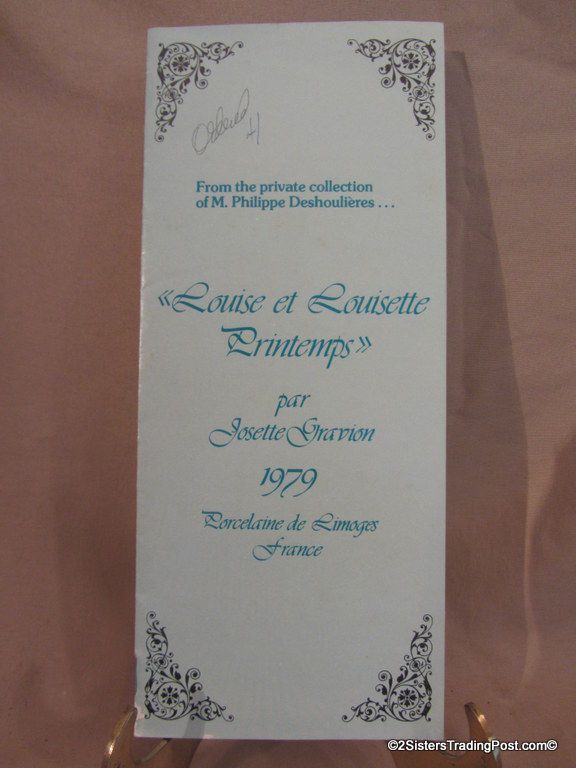 From the private collection
of M. Philippe Deshoulières...
«Louise et Louisette
Printemps»
par
Josette Gravion
1979
Porcelaine de Limoges
France
©2SistersTradingPost.com©